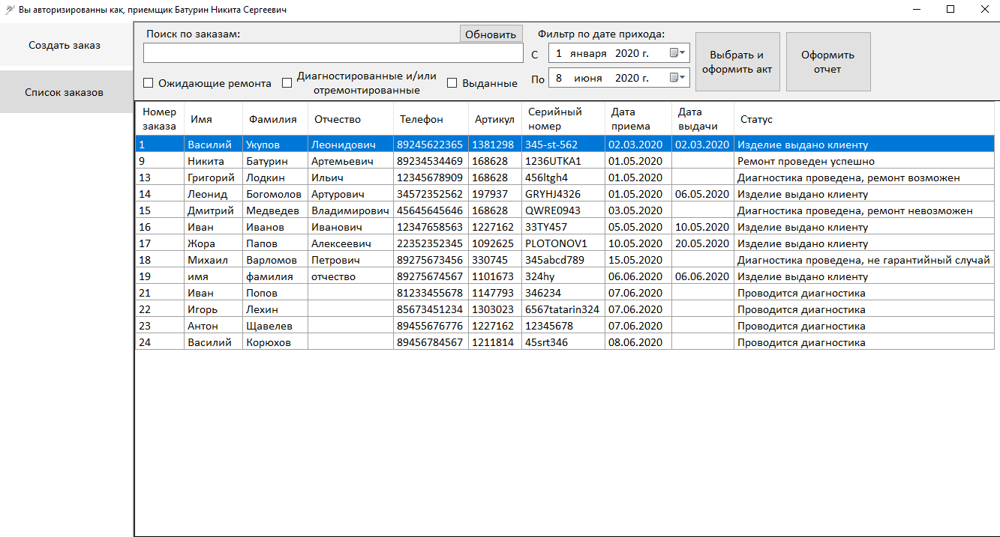 Вы авторизированны как, приемщик Батурин Никита Сергеевич
Создать заказ
Список заказов
Поиск по заказам:
Обновить
Ожидающие ремонта
Диагностированные и/или
отремонтированные
Выданные
Фильтр по дате прихода:
С 1 января 2020 г.
По 8 июня 2020 г.
Выбрать и
оформить акт
Оформить
отчет
Номер заказа Имя Фамилия Отчество Телефон Артикул Серийный номер Дата приема Дата выдачи Статус
1 Василий Укупов Леонидович 89245622365 1381298 345-st-562 02.03.2020 02.03.2020 Изделие выдано клиенту
9 Никита Батурин Артемьевич 89234534469 168628 1236UTKA1 01.05.2020 Ремонт проведен успешно
13 Григорий Лодкин Ильич 12345678909 168628 456ltgh4 01.05.2020 Диагностика проведена, ремонт возможен
14 Леонид Богомолов Артурович 34572352562 197937 GRYHJ4326 01.05.2020 06.05.2020 Изделие выдано клиенту
15 Дмитрий Медведев Владимирович 45645645646 168628 QWRE0943 03.05.2020 Диагностика проведена, ремонт невозможен
16 Иван Иванов Иванович 12347658563 1227162 33TY457 05.05.2020 10.05.2020 Изделие выдано клиенту
17 Жора Папов Алексеевич 22352352345 1092625 PLOTONOV1 10.05.2020 20.05.2020 Изделие выдано клиенту
18 Михаил Варломов Петрович 89275673456 330745 345abcd789 15.05.2020 Диагностика проведена, не гарантийный случай
19 имя фамилия отчество 89275674567 1101673 324hy 06.06.2020 06.06.2020 Изделие выдано клиенту
21 Иван Попов 81233455678 1147793 346234 07.06.2020 Проводится диагностика
22 Игорь Лехин 85673451234 1303023 6567tatarin324 07.06.2020 Проводится диагностика
23 Антон Щавелев 89455676776 1227162 12345678 07.06.2020 Проводится диагностика
24 Василий Корюхов 89456784567 1211814 45srt346 08.06.2020 Проводится диагностика